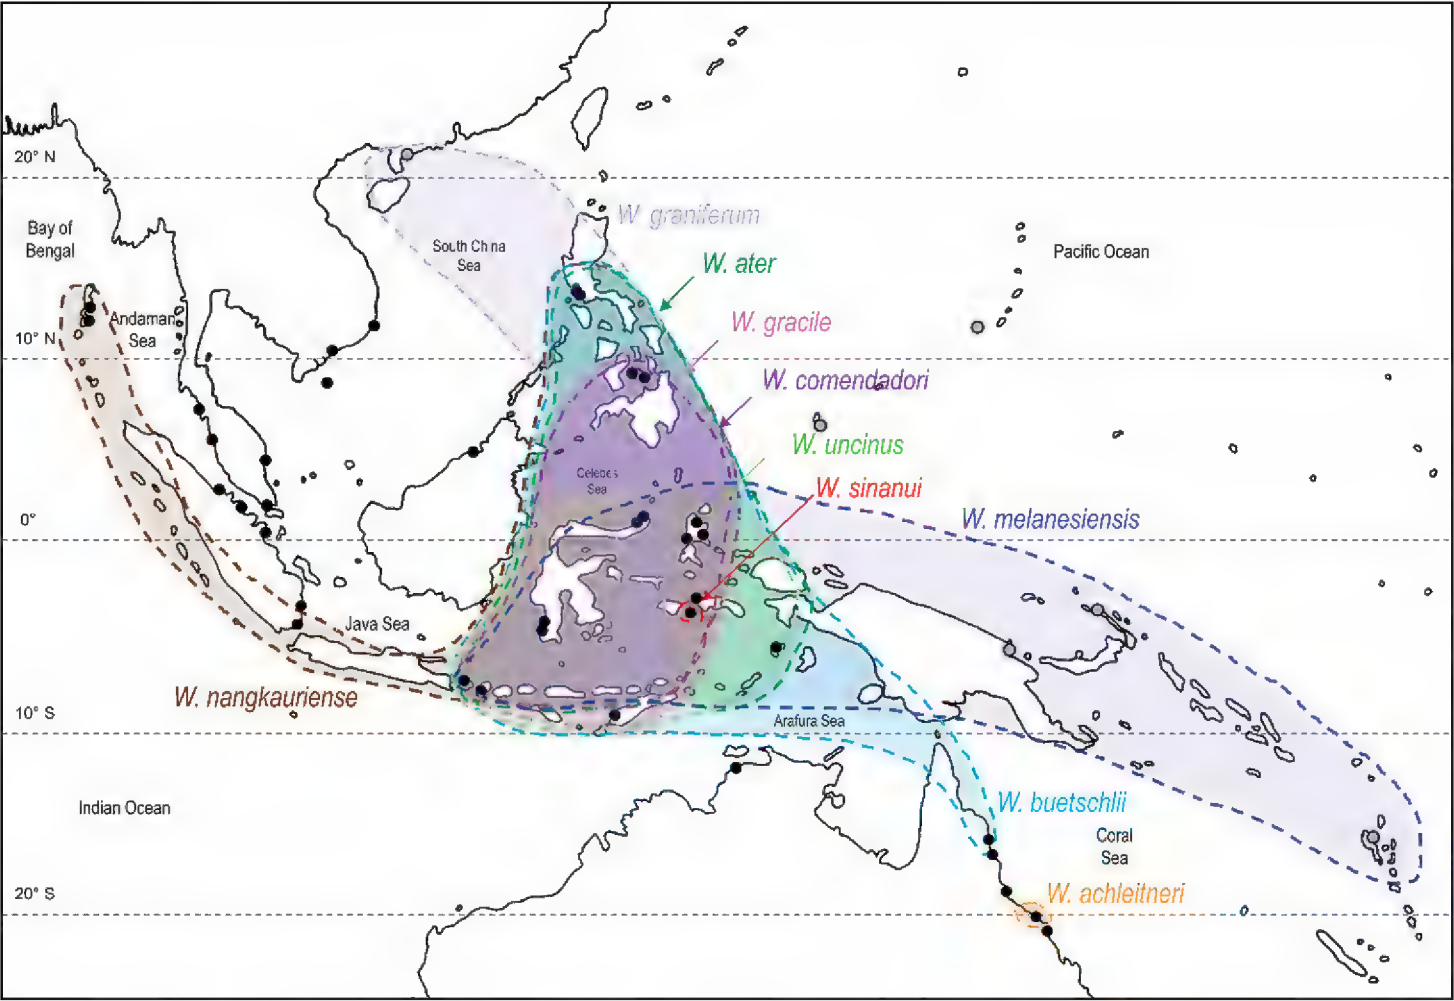 20° N
W. graniferum
Bay of
Bengal
South China
Sea
Pacific Ocean
W. ater
Andaman
Sea
W. gracile
10° N
W. comendadori
W. uncinus
Celebes
Sea
W. sinanui
0°
W. melanesiensis
Java Sea
W. nangkauriense
10° S
Arafura Sea
Indian Ocean
W. buetschlii
Coral
Sea
20° S
W. achleitneri